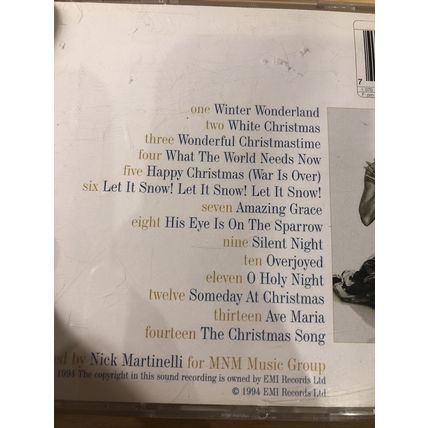 one Winter Wonderland
two White Christmas
three Wonderful Christmastime
four What The World Needs Now
five Happy Christmas (War Is Over)
six Let It Snow! Let It Snow! Let It Snow!
seven Amazing Grace
eight His Eye Is On The Sparrow
nine Silent Night
ten Overjoyed
eleven O Holy Night
twelve Someday At Christmas
thirteen Ave Maria
fourteen The Christmas Song
ed by Nick Martinelli for MNM Music Group
1994 The copyright in this sound recording is owned by EMI Records Ltd
© 1994 EMI Records Ltd
7